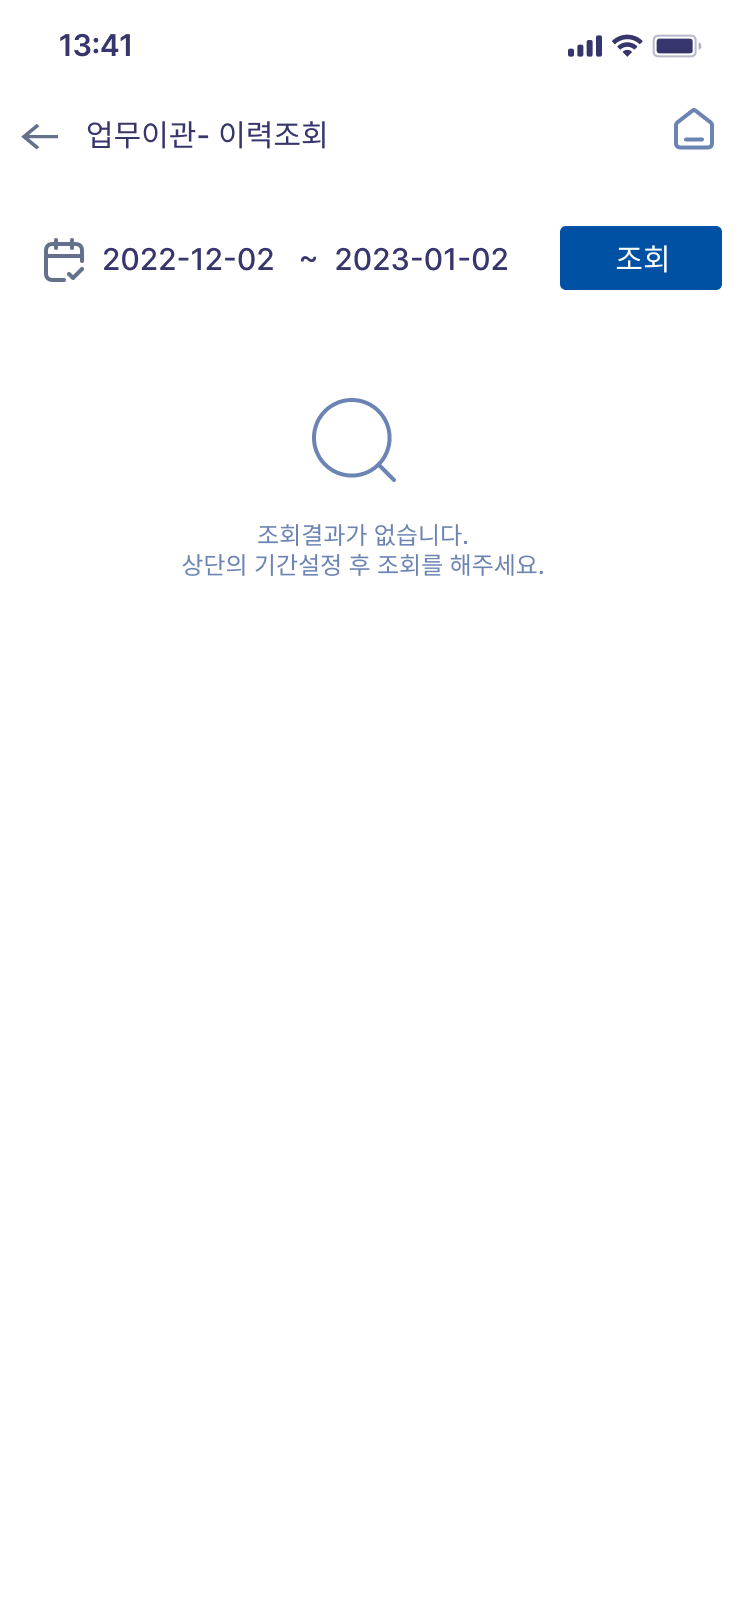 13:41
업무이관- 이력조회
2022-12-02 ~ 2023-01-02 조회
조회결과가 없습니다.
상단의 기간설정 후 조회를 해주세요.